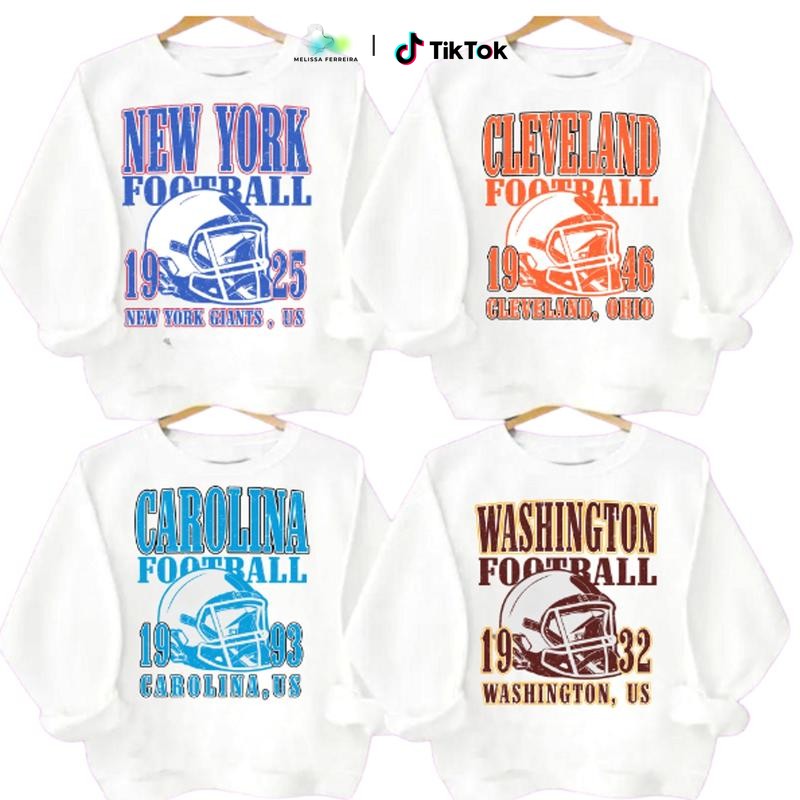 MELISSA FERREIRA
TikTok
NEW YORK
FOOTBALL
19 25
NEW YORK GIANTS , US
CLEVELAND
FOOTBALL
19 46
CLEVELAND, OHIO
CAROLINA
FOOTBALL
19 93
CAROLINA, US
WASHINGTON
FOOTBALL
19 32
WASHINGTON, US